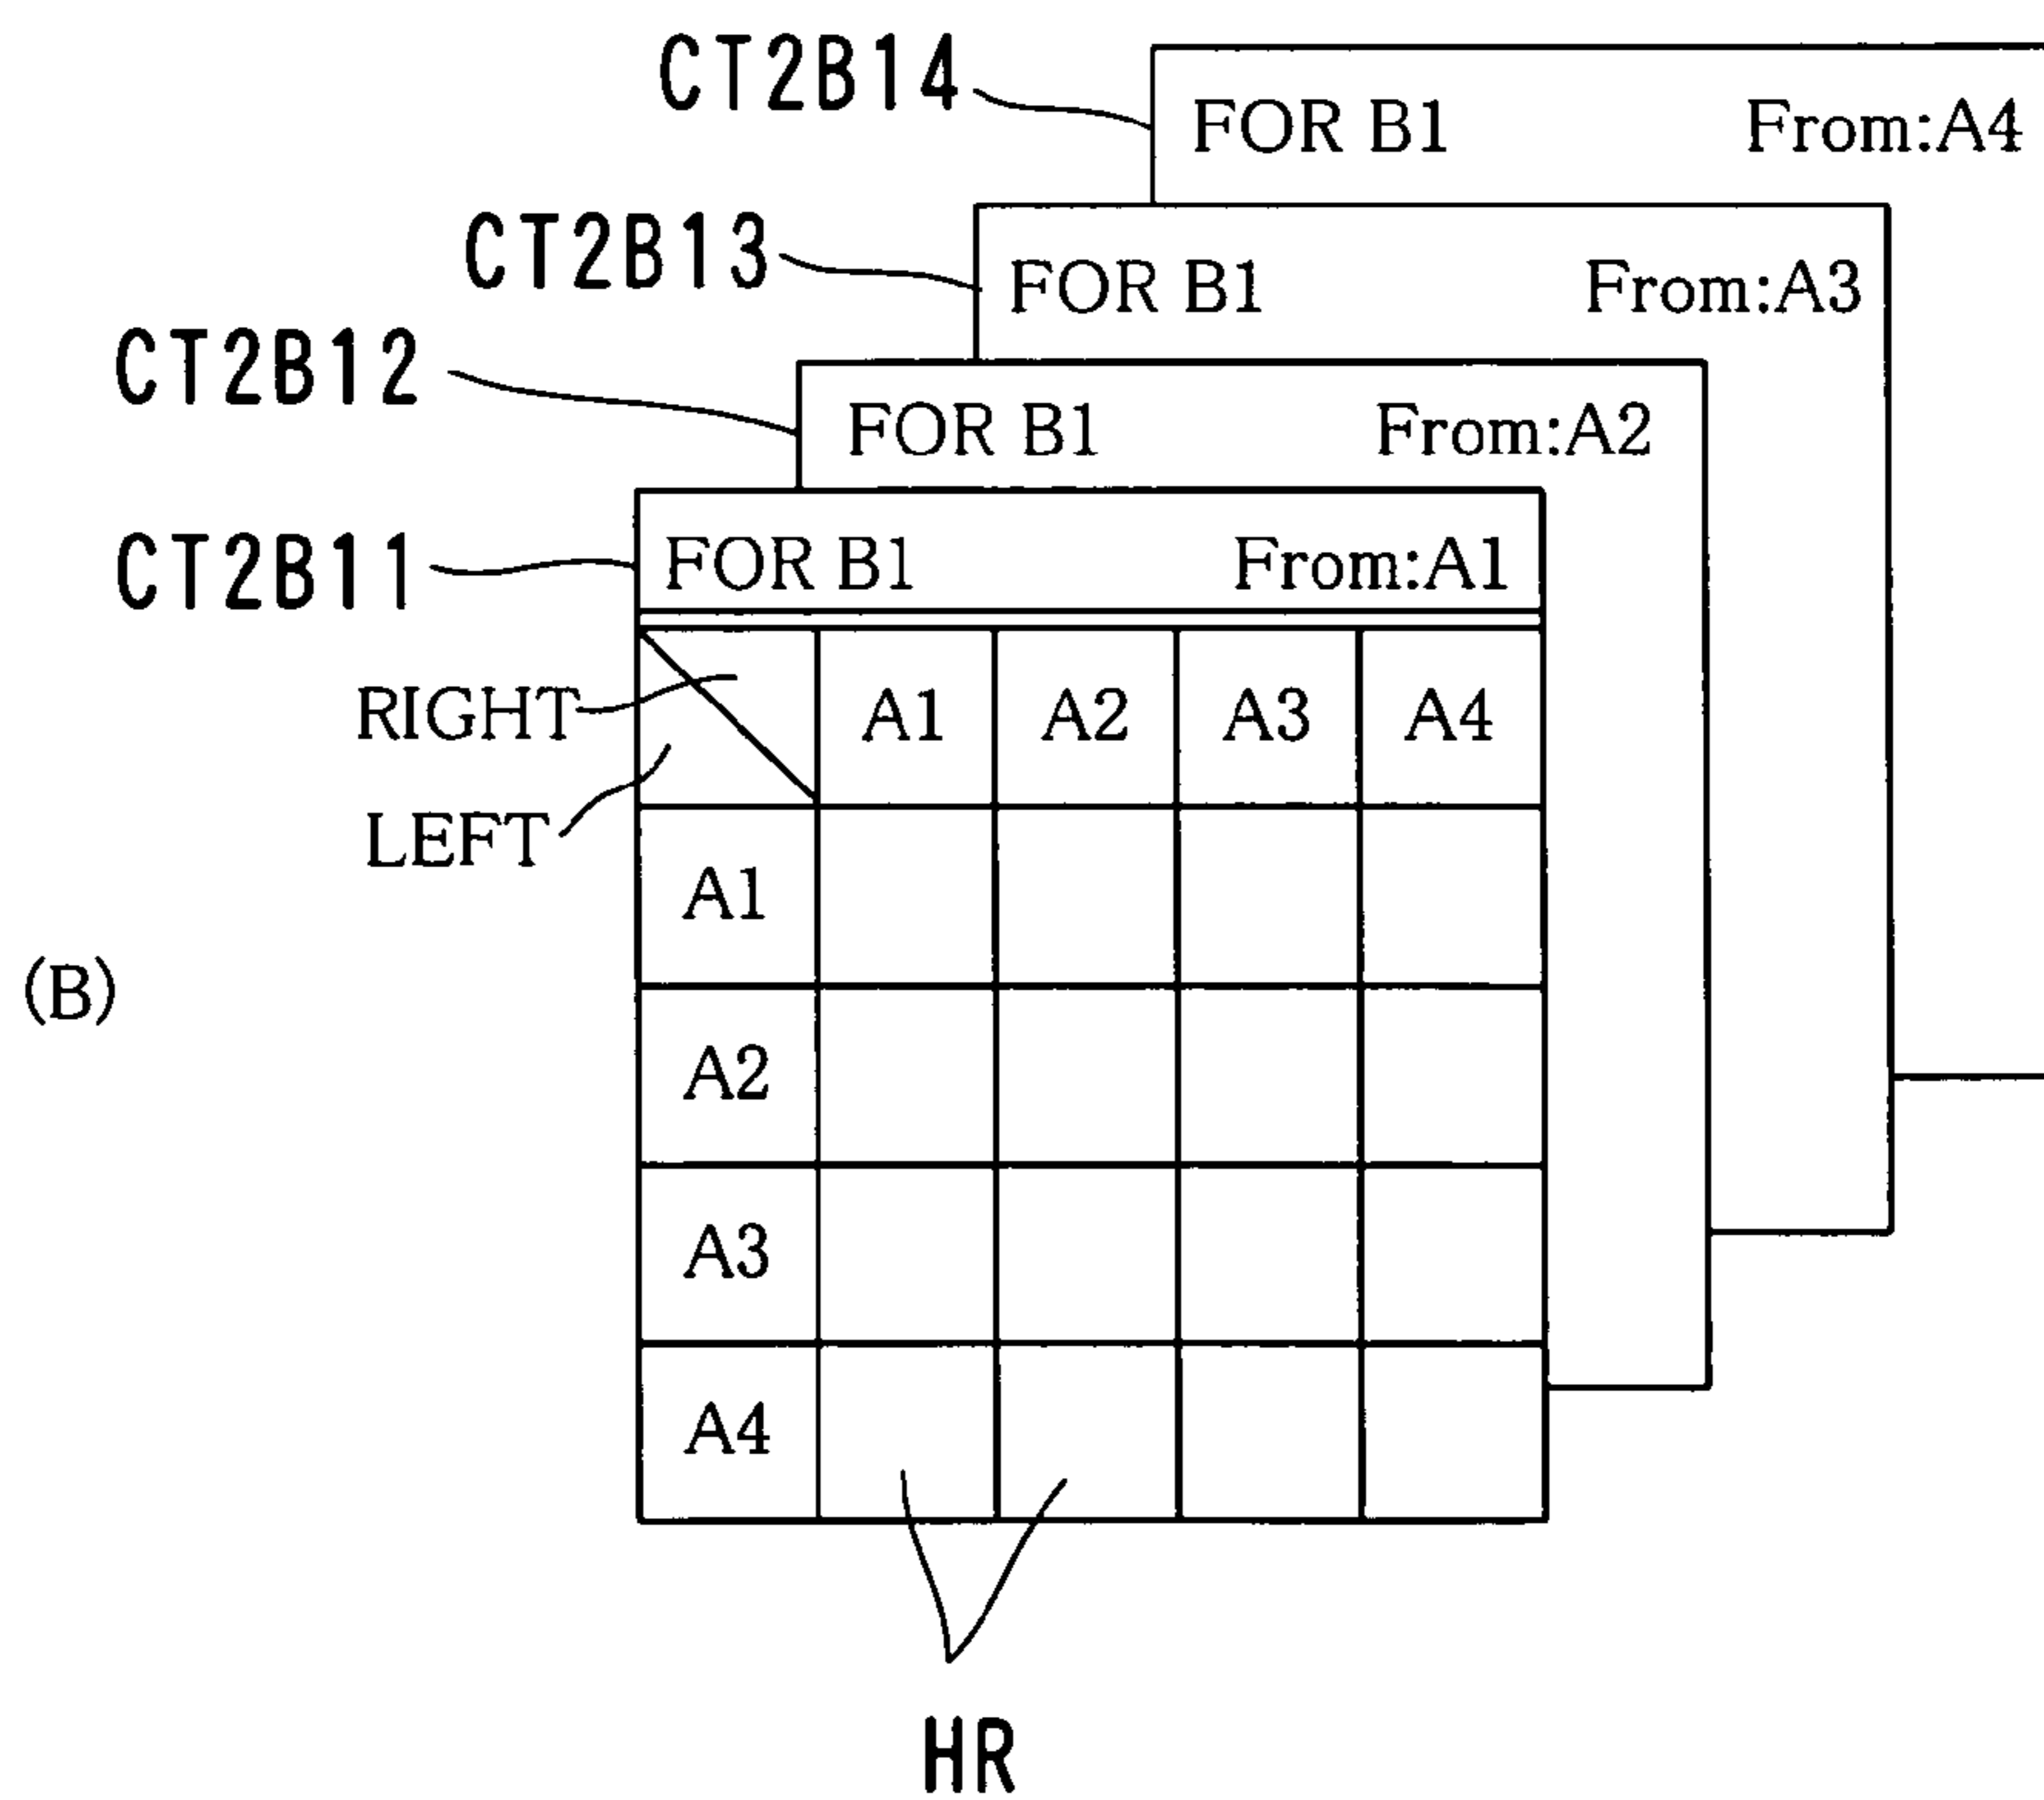 CT2B14
FOR B1 From:A4
CT2B13
FOR B1 From:A3
CT2B12
FOR B1 From:A2
CT2B11
FOR B1 From:A1
RIGHT A1 A2 A3 A4
LEFT
A1
(B)
A2
A3
A4
HR